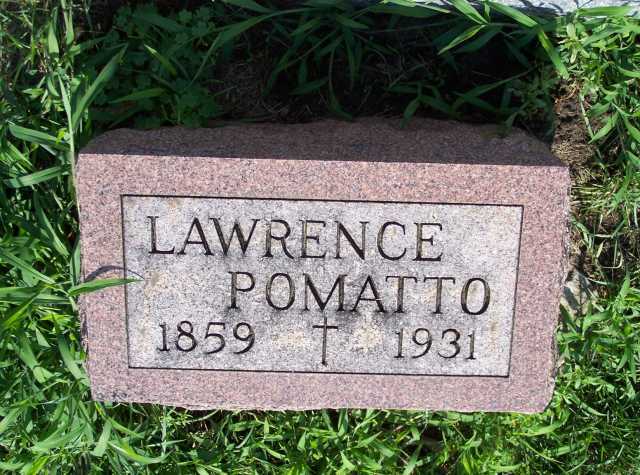 LAWRENCE
POMATTO
1859 † 1931